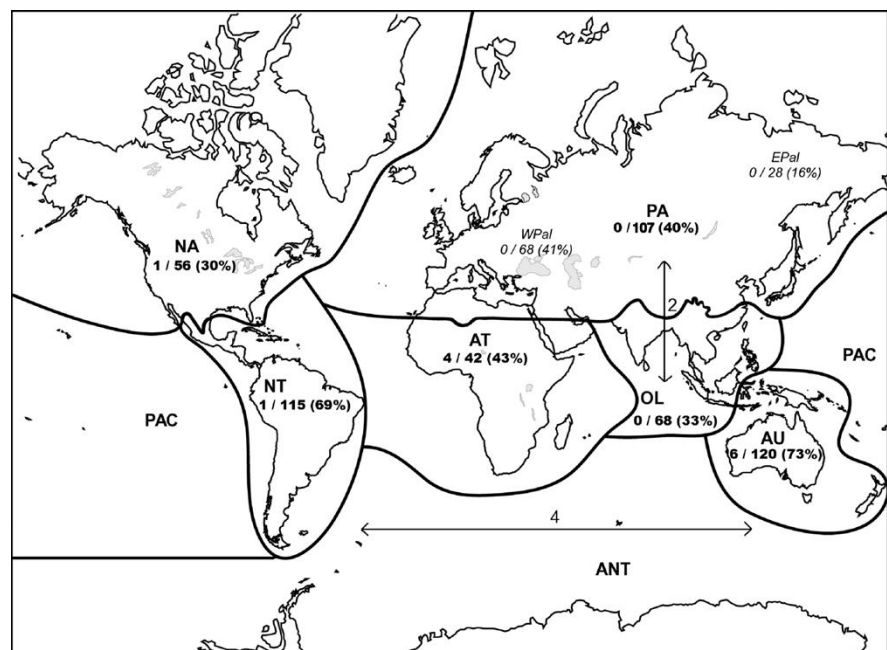 EPal
0 / 28 (16%)
PA
0 / 107 (40%)
WPal
0 / 68 (41%)
NA
1 / 56 (30%)
2
AT
4 / 42 (43%)
PAC
NT
1 / 115 (69%)
OL
0 / 68 (33%)
PAC
AU
6 / 120 (73%)
4
ANT